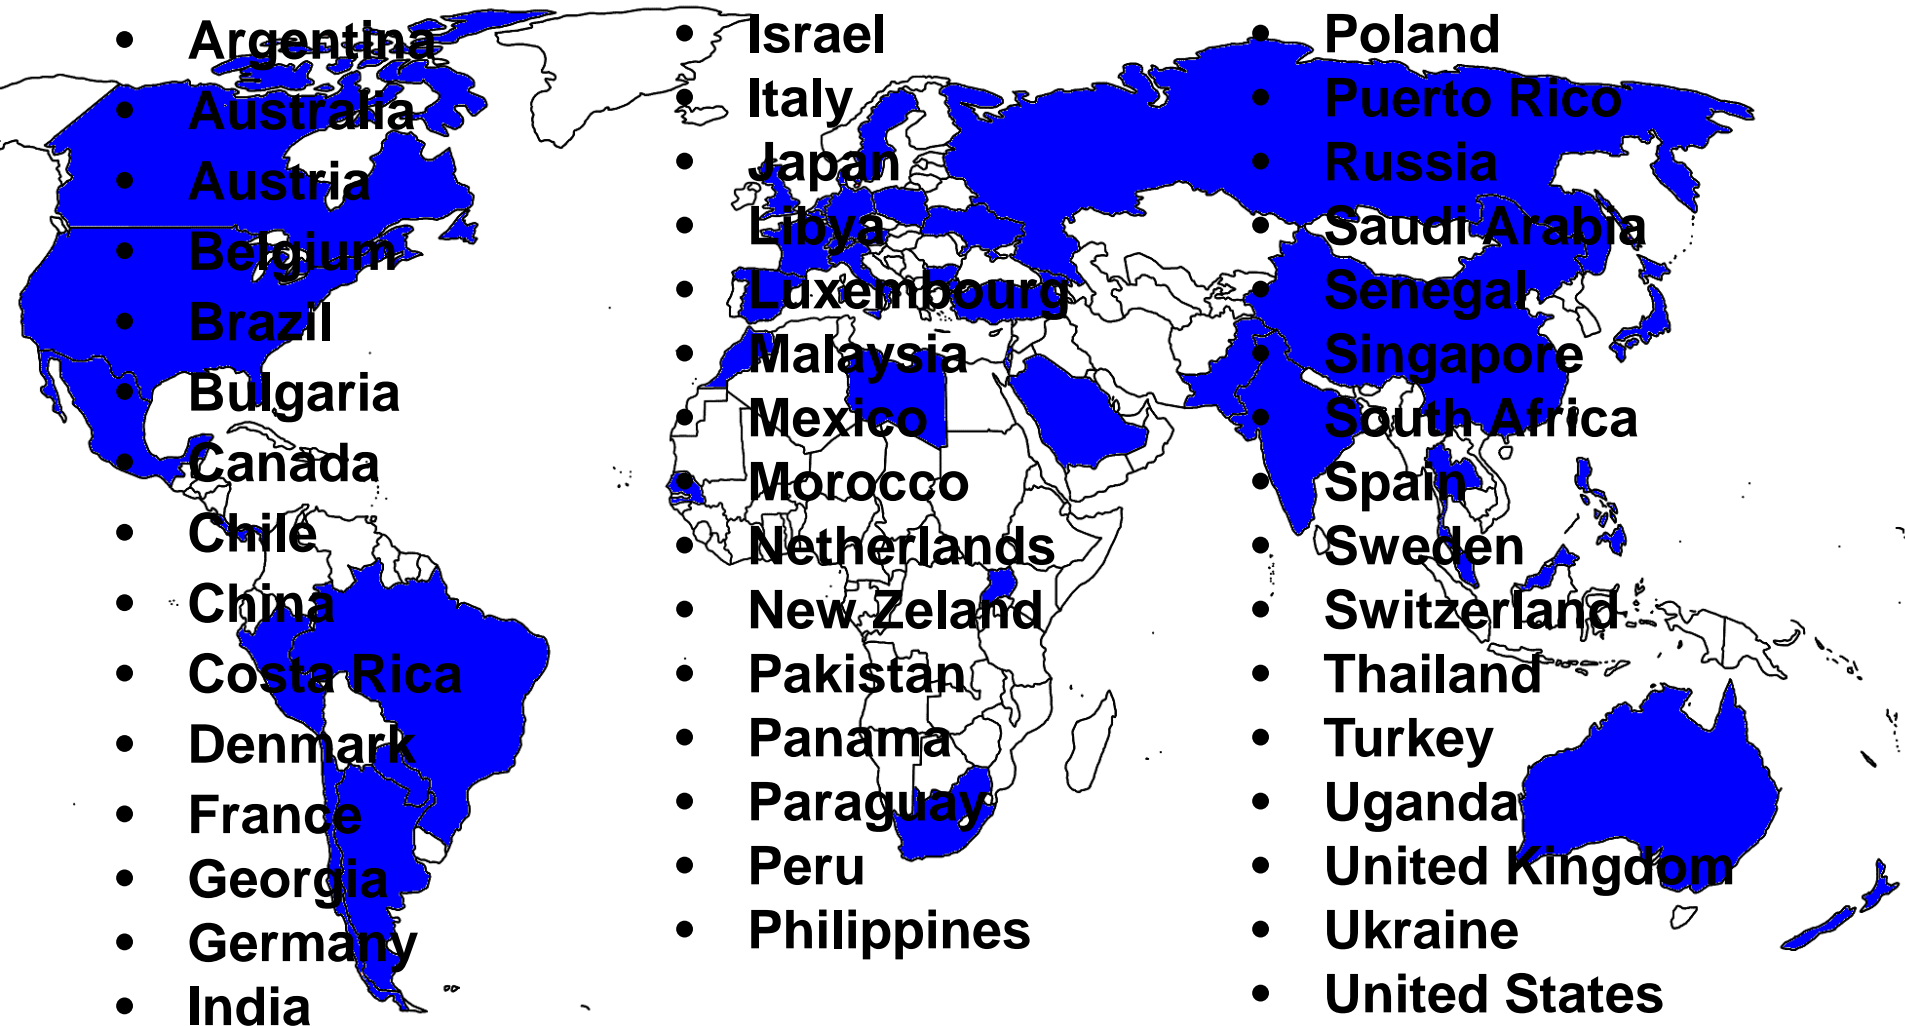 • Argentina
• Australia
• Austria
• Belgium
• Brazil
• Bulgaria
• Canada
• Chile
• China
• Costa Rica
• Denmark
• France
• Georgia
• Germany
• India
• Israel
• Italy
• Japan
• Libya
• Luxembourg
• Malaysia
• Mexico
• Morocco
• Netherlands
• New Zeland
• Pakistan
• Panama
• Paraguay
• Peru
• Philippines
• Poland
• Puerto Rico
• Russia
• Saudi Arabia
• Senegal
• Singapore
• South Africa
• Spain
• Sweden
• Switzerland
• Thailand
• Turkey
• Uganda
• United Kingdom
• Ukraine
• United States